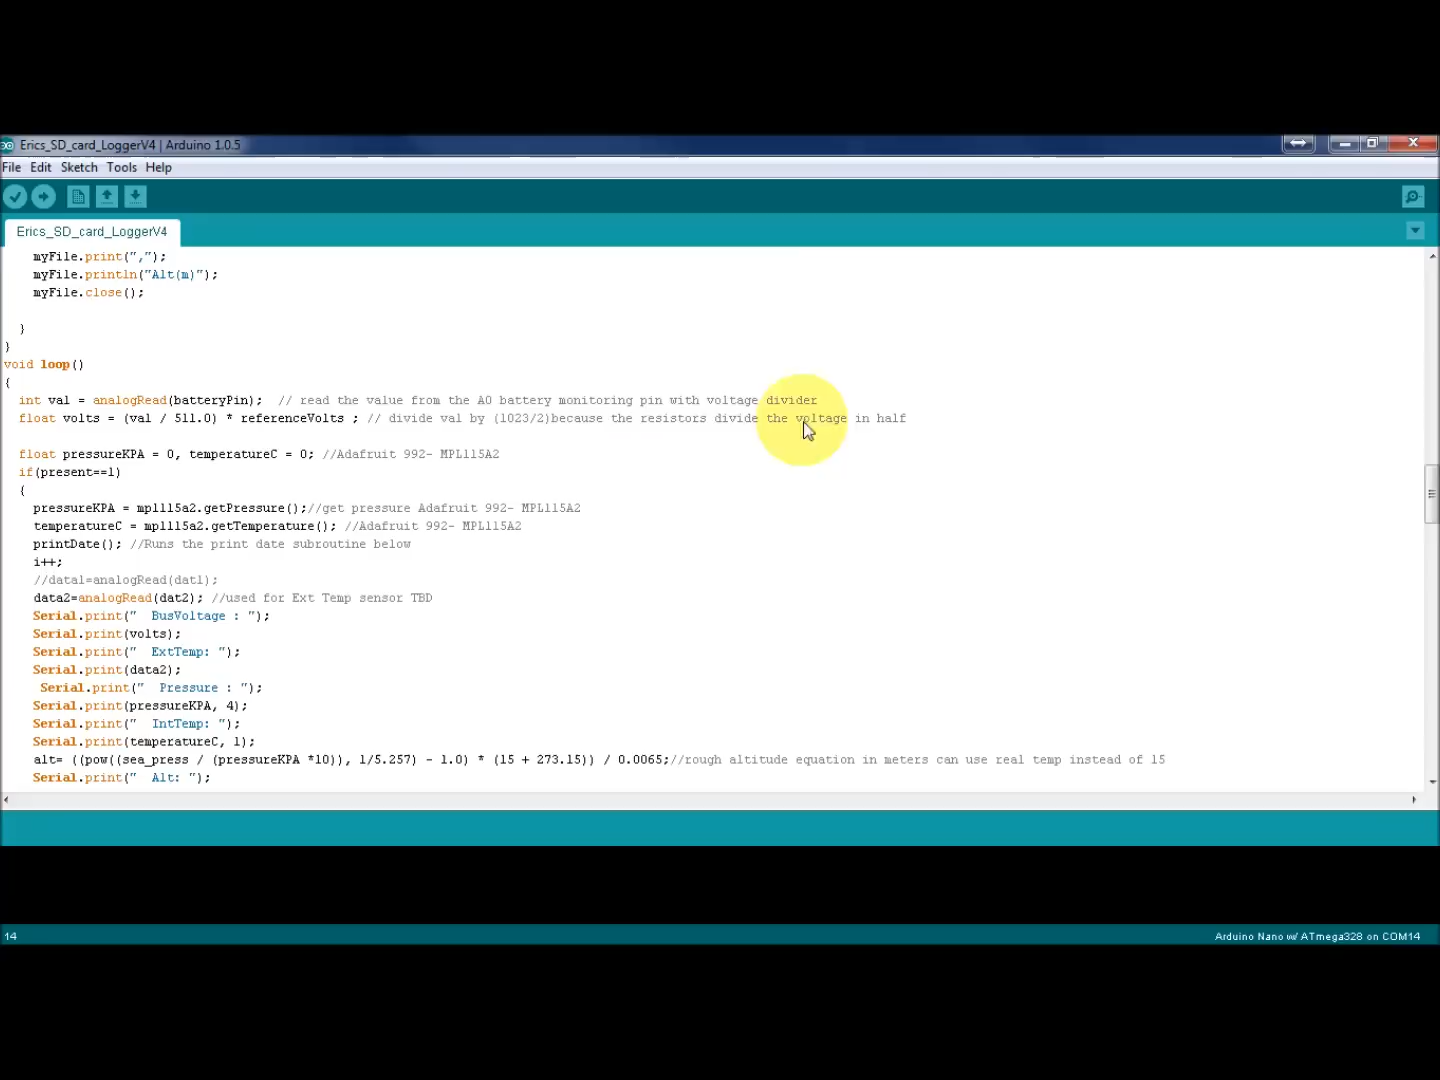 Erics_SD_card_LoggerV4 | Arduino 1.0.5
File Edit Sketch Tools Help
Erics_SD_card_LoggerV4
myFile.print(",");
myFile.println("Alt(m)");
myFile.close();
}
}
void loop()
{
int val = analogRead(batteryPin);  // read the value from the A0 battery monitoring pin with voltage divider
float volts = (val / 511.0) * referenceVolts ; // divide val by (1023/2)because the resistors divide the voltage in half
float pressureKPA = 0, temperatureC = 0; //Adafruit 992- MPL115A2
if(present==1)
{
pressureKPA = mpl115a2.getPressure();//get pressure Adafruit 992- MPL115A2
temperatureC = mpl115a2.getTemperature(); //Adafruit 992- MPL115A2
printDate(); //Runs the print date subroutine below
i++;
//data1=analogRead(dat1);
data2=analogRead(dat2); //used for Ext Temp sensor TBD
Serial.print("  BusVoltage : ");
Serial.print(volts);
Serial.print("  ExtTemp: ");
Serial.print(data2);
Serial.print("  Pressure : ");
Serial.print(pressureKPA, 4);
Serial.print("  IntTemp: ");
Serial.print(temperatureC, 1);
alt= ((pow((sea_press / (pressureKPA *10)), 1/5.257) - 1.0) * (15 + 273.15)) / 0.0065;//rough altitude equation in meters can use real temp instead of 15
Serial.print("  Alt: ");
14
Arduino Nano w/ ATmega328 on COM14